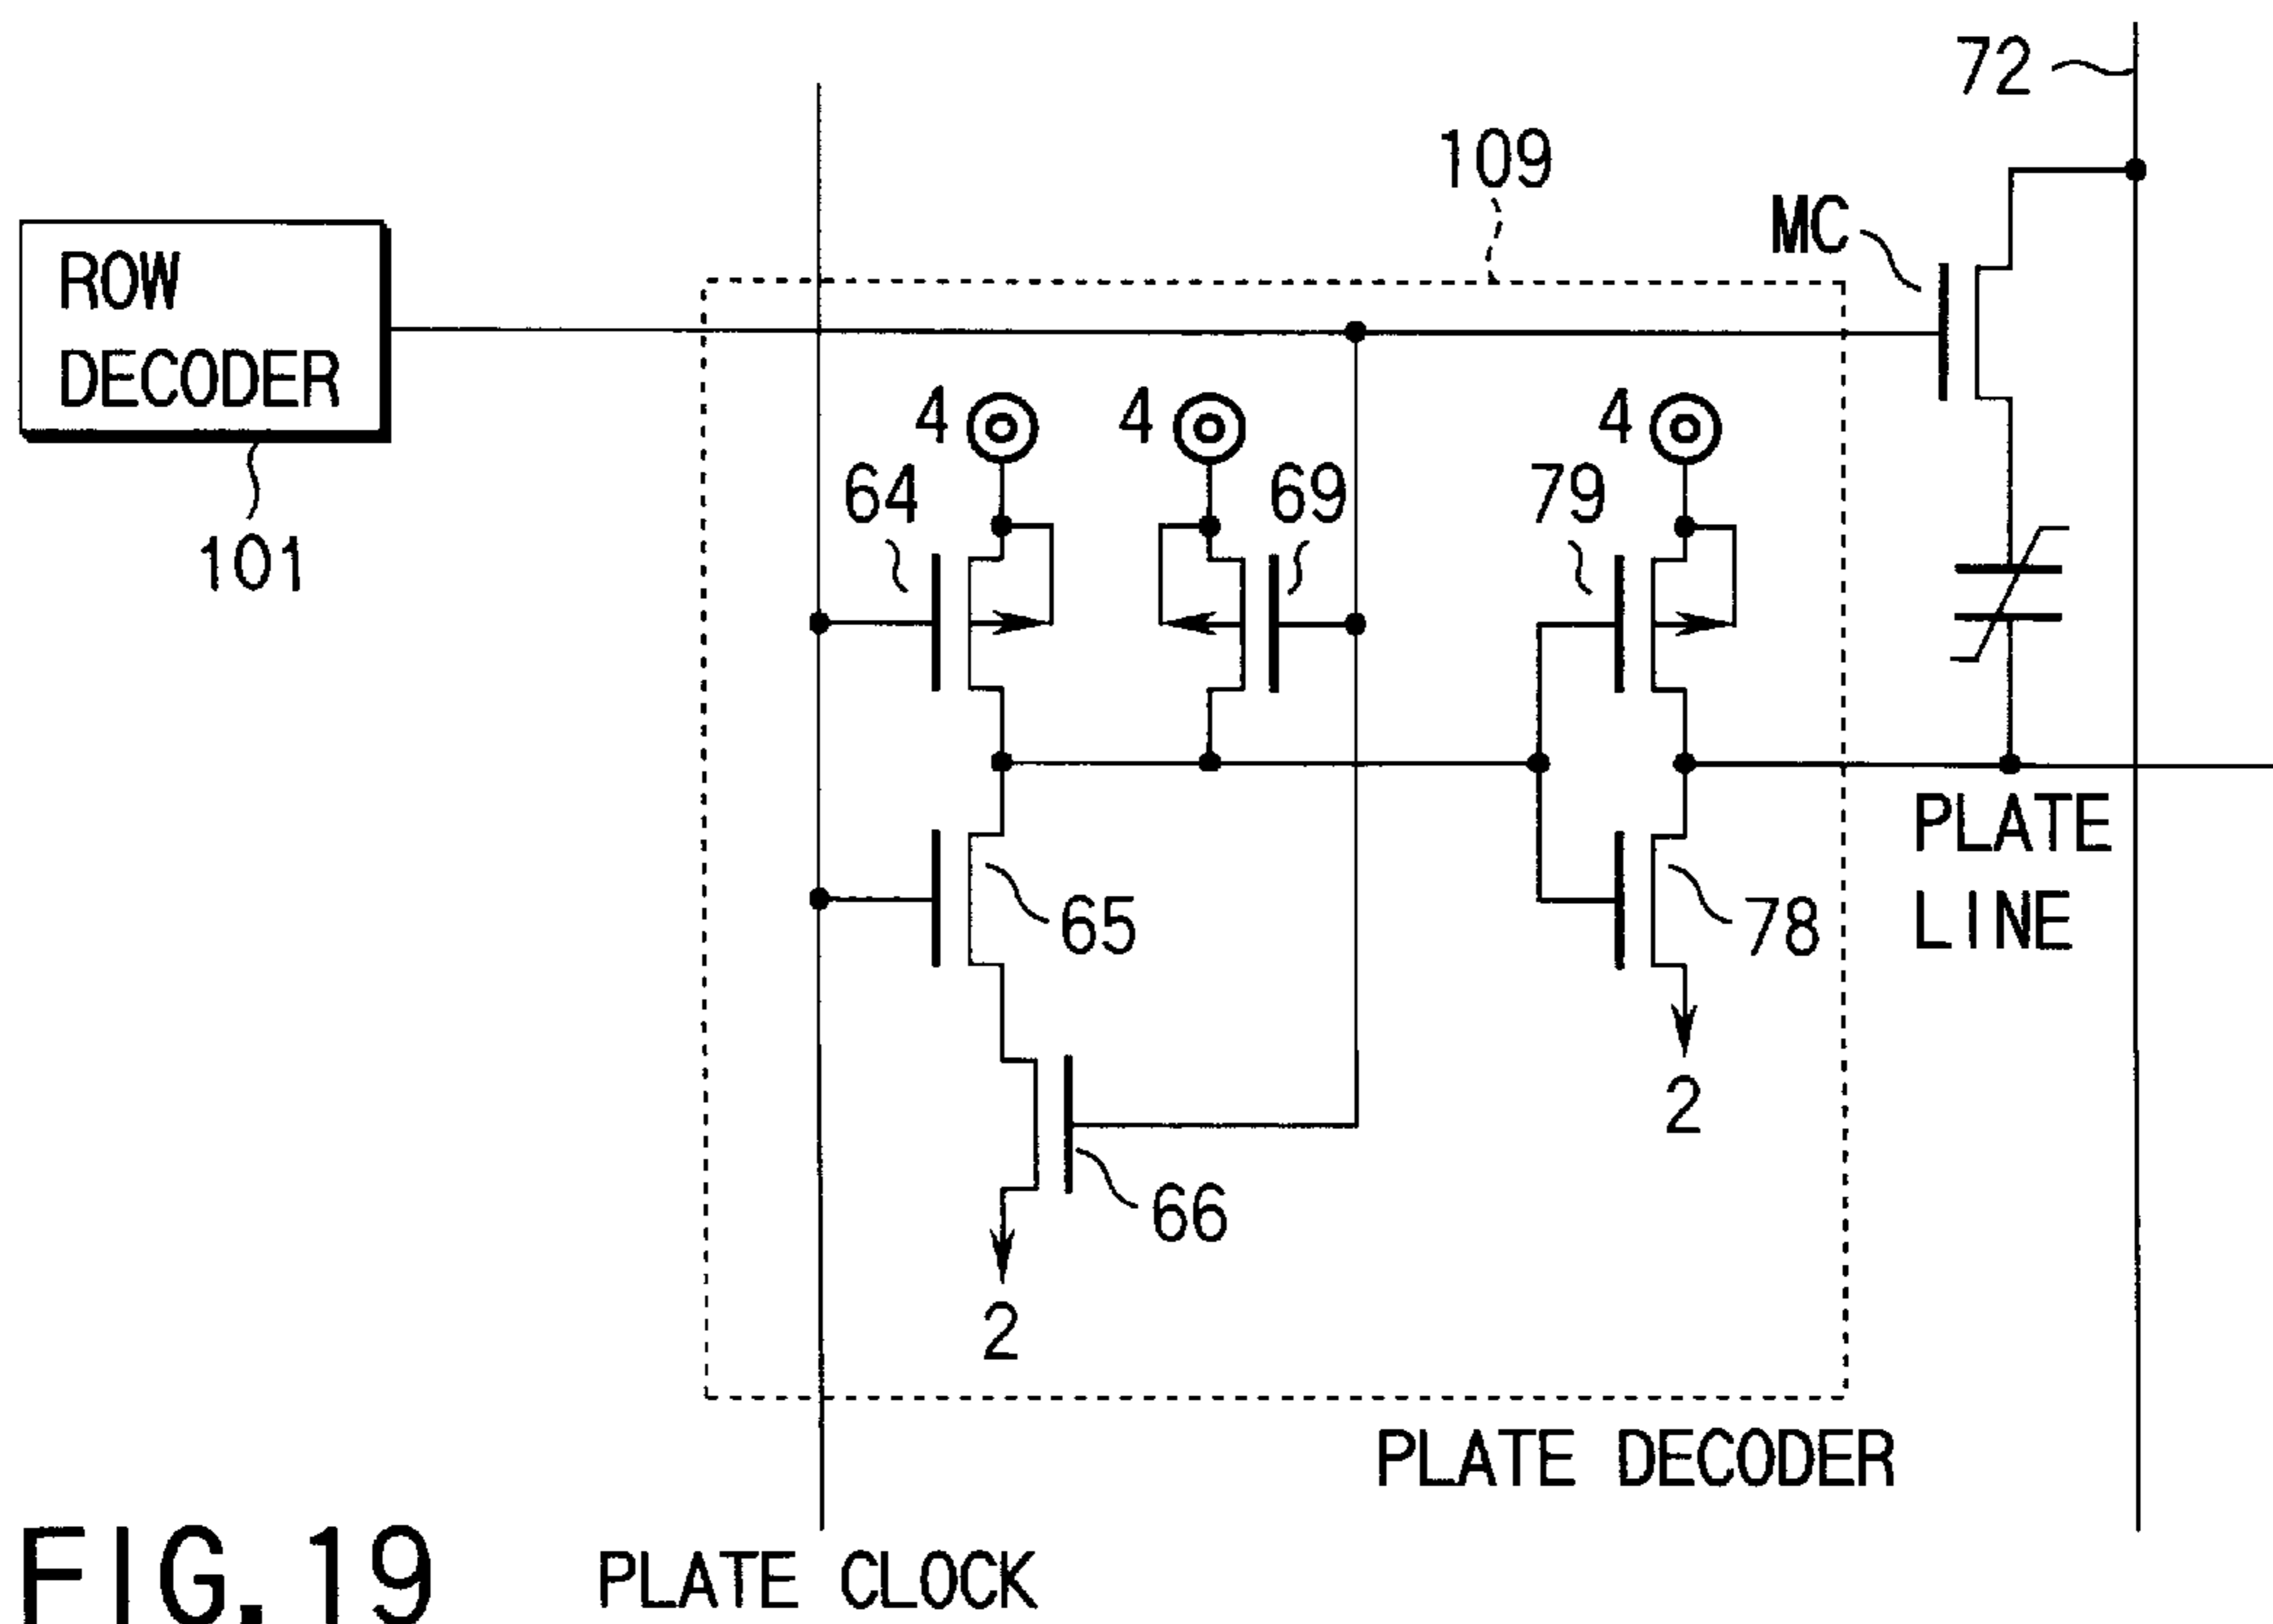 72
109
MC
ROW
DECODER
101
4
4
4
64
69
79
65
78
PLATE
LINE
66
2
2
PLATE DECODER
PLATE CLOCK
FIG.19